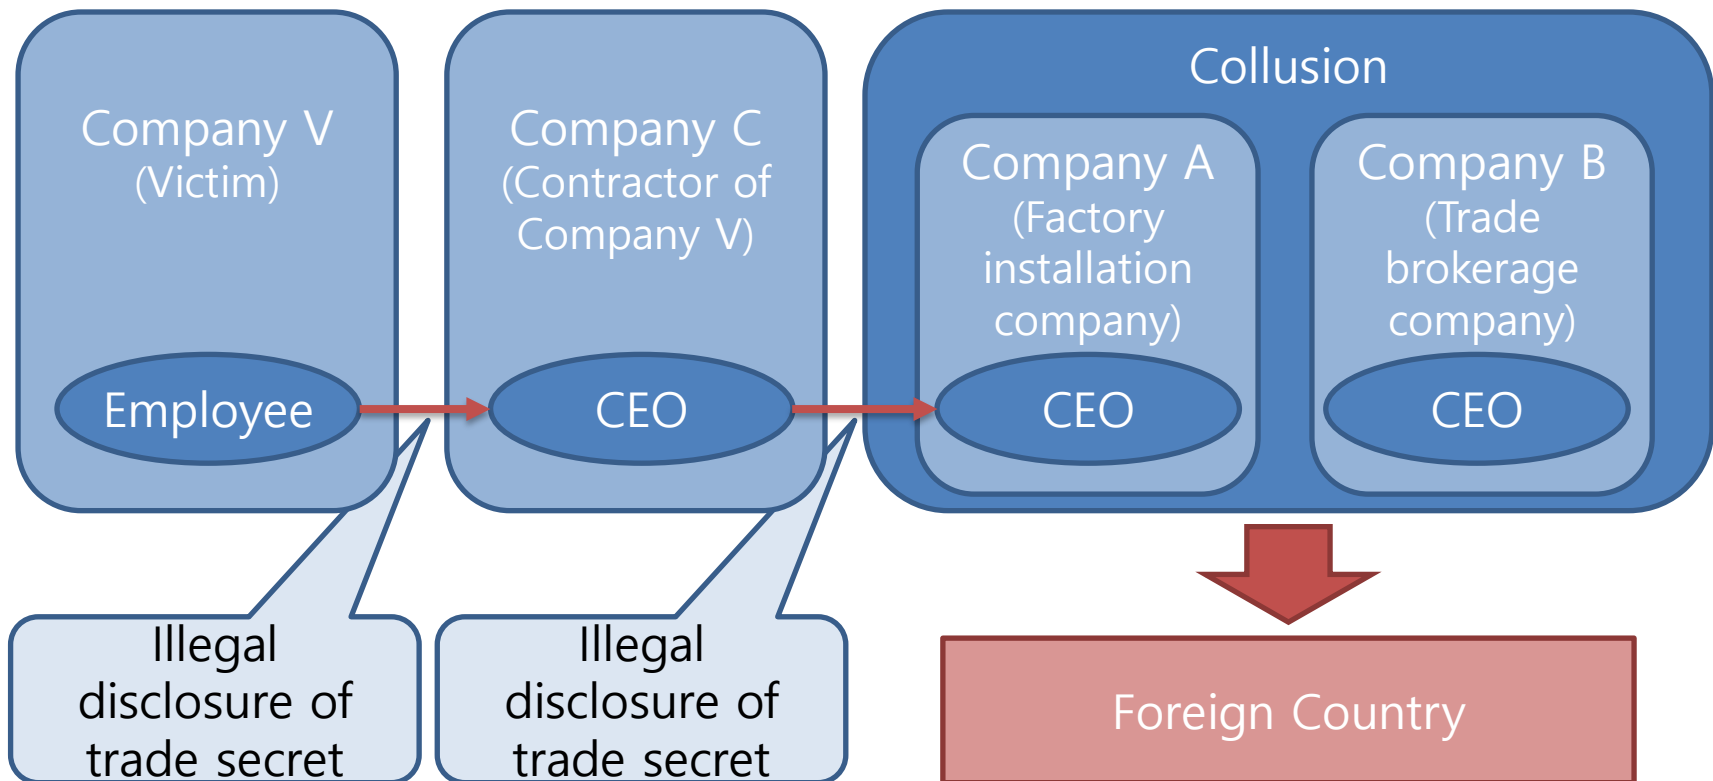 Company V
(Victim)
Employee
Company C
(Contractor of
Company V)
CEO
Collusion
Company A
(Factory
installation
company)
CEO
Company B
(Trade
brokerage
company)
CEO
Illegal
disclosure of
trade secret
Illegal
disclosure of
trade secret
Foreign Country